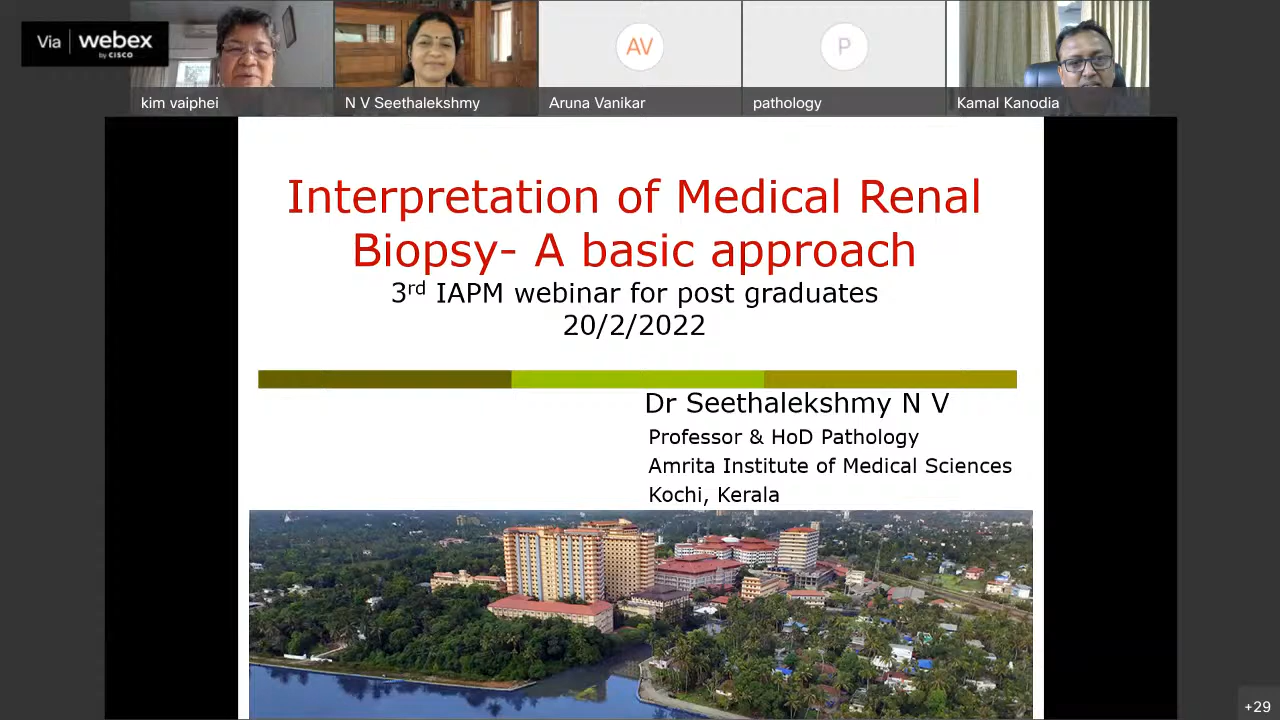 Via webex
by CISCO
kim vaiphei
N V Seethalekshmy
AV
Aruna Vanikar
P
pathology
Kamal Kanodia
Interpretation of Medical Renal
Biopsy- A basic approach
3rd IAPM webinar for post graduates
20/2/2022
Dr Seethalekshmy N V
Professor & HoD Pathology
Amrita Institute of Medical Sciences
Kochi, Kerala
+29